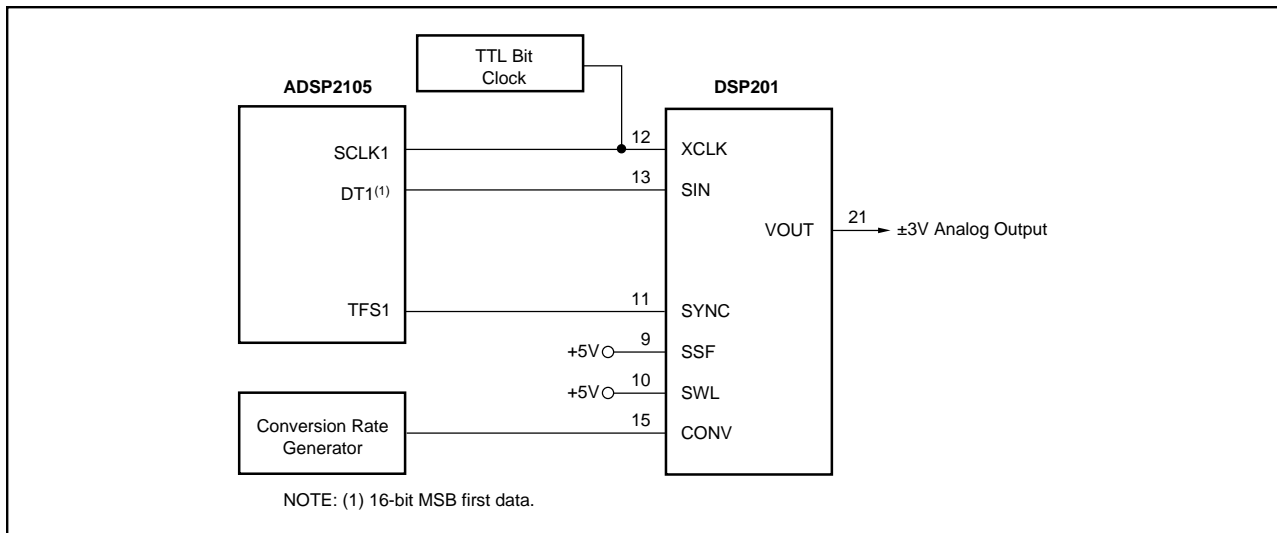 TTL Bit
Clock
ADSP2105
DSP201
SCLK1
12
XCLK
DT1(1)
13
SIN
VOUT
21
±3V Analog Output
TFS1
11
SYNC
+5V
9
SSF
+5V
10
SWL
Conversion Rate
Generator
15
CONV
NOTE: (1) 16-bit MSB first data.